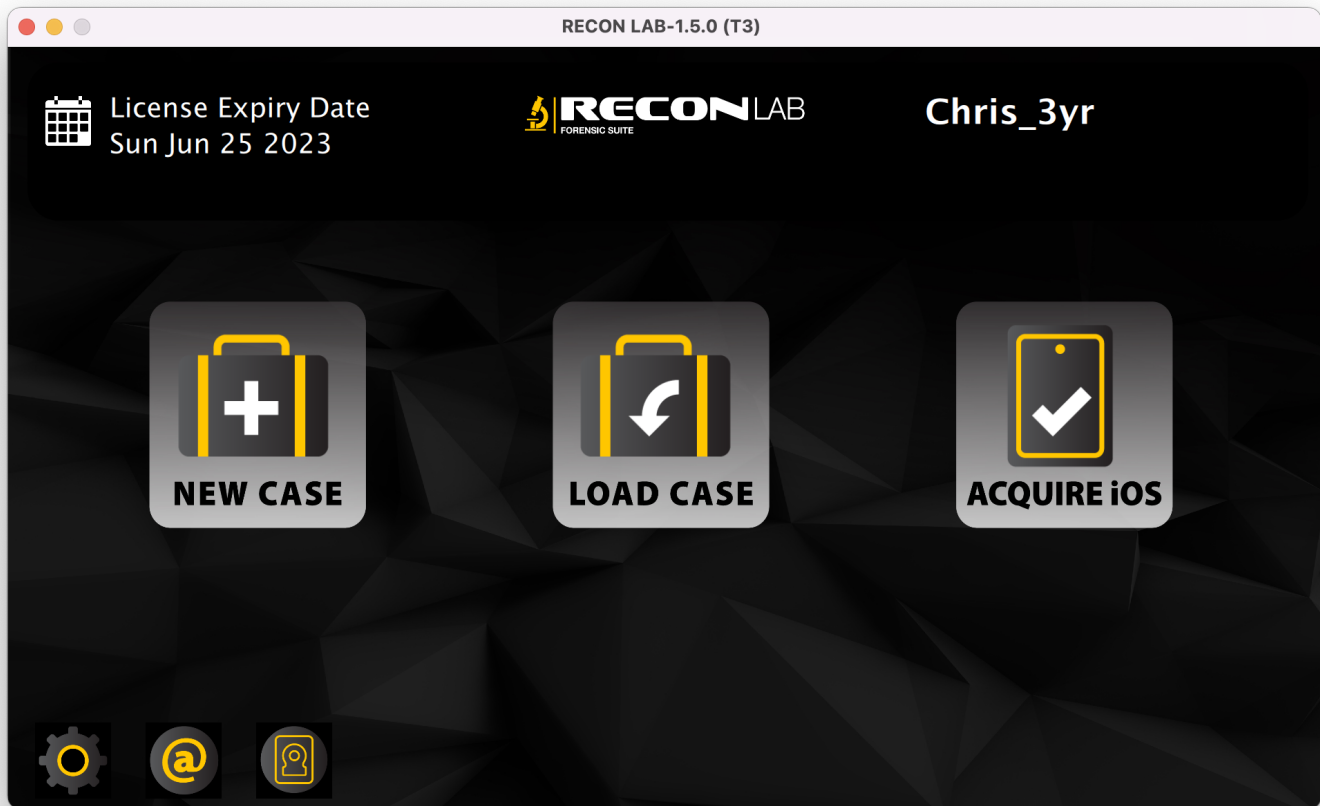 RECON LAB-1.5.0 (T3)
License Expiry Date
Sun Jun 25 2023
RECON LAB
FORENSIC SUITE
Chris_3yr
NEW CASE
LOAD CASE
ACQUIRE iOS
@